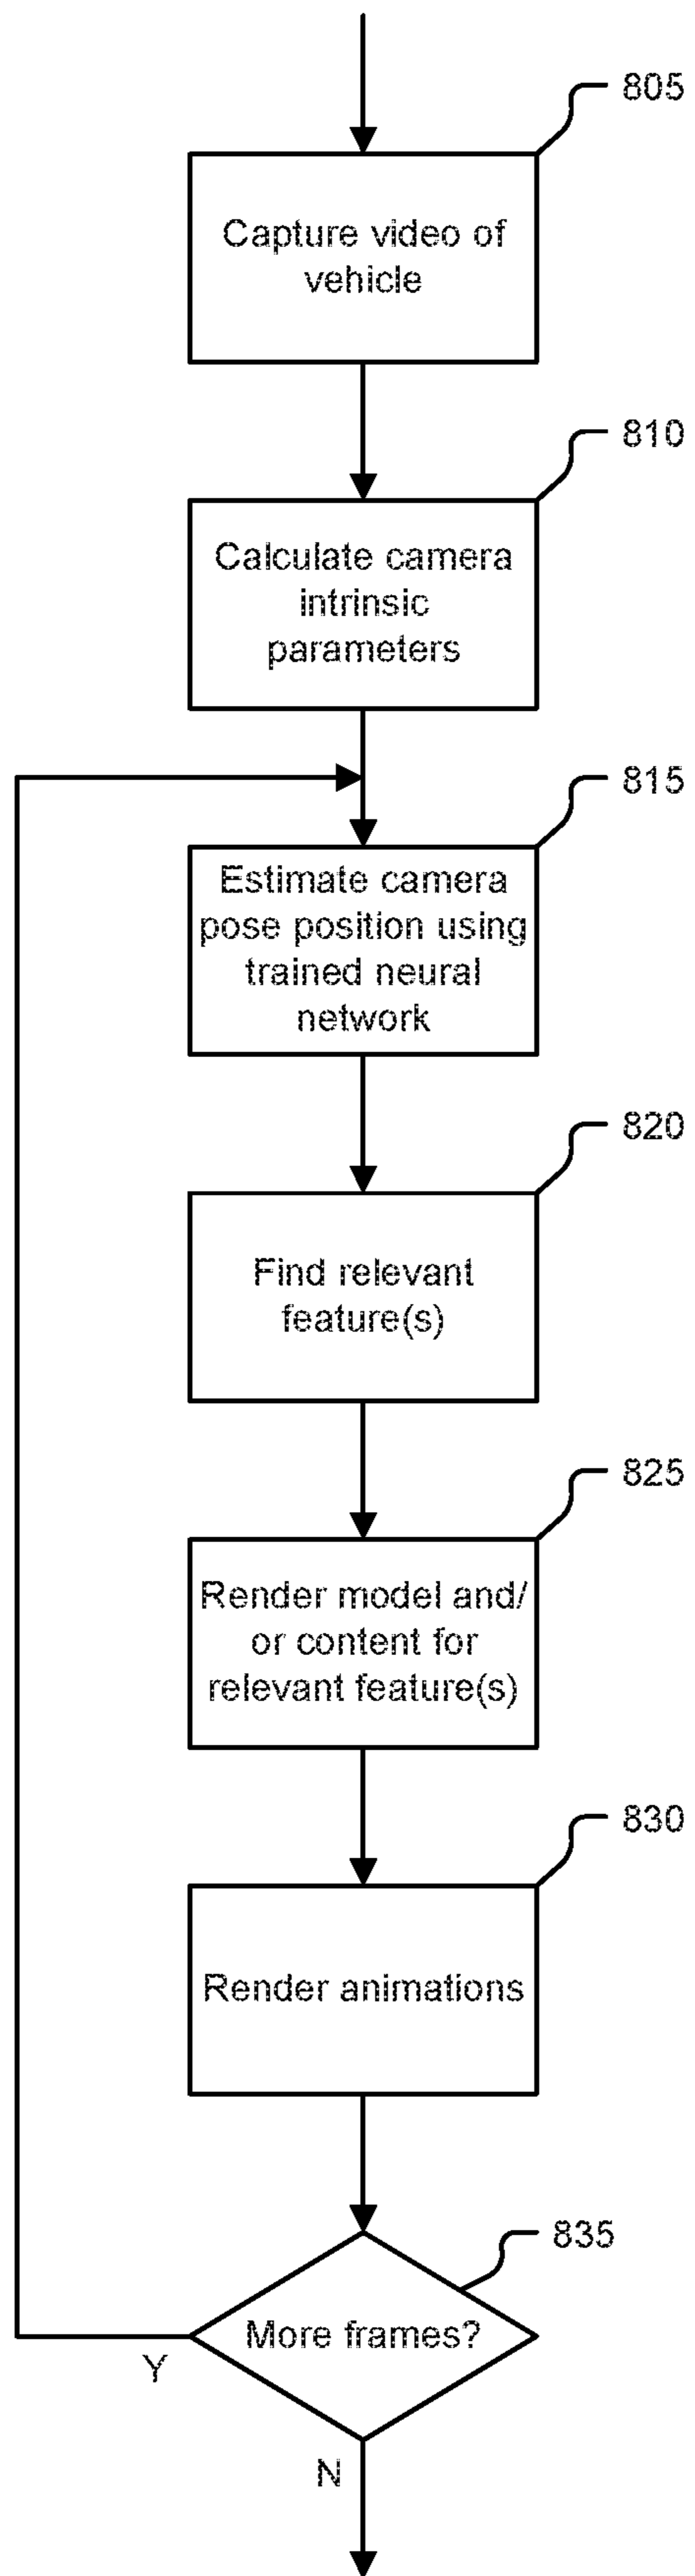 805
Capture video of
vehicle
810
Calculate camera
intrinsic
parameters
815
Estimate camera
pose position using
trained neural
network
820
Find relevant
feature(s)
825
Render model and/
or content for
relevant feature(s)
830
Render animations
835
More frames?
Y
N